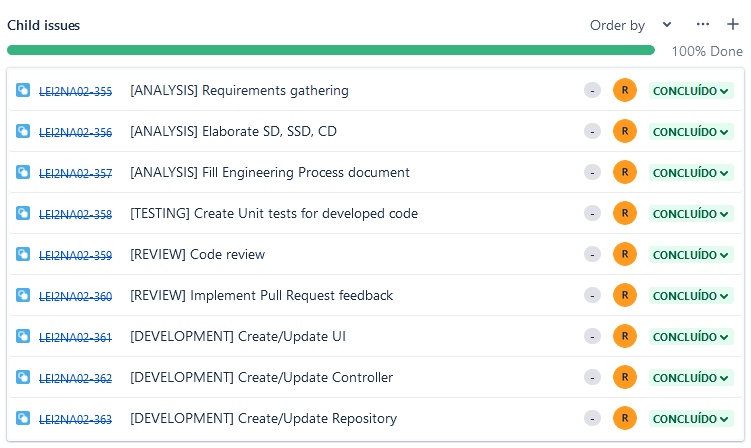 Child issues Order by ···
100% Done
LEI2NA02-355 [ANALYSIS] Requirements gathering - R CONCLUÍDO
LEI2NA02-356 [ANALYSIS] Elaborate SD, SSD, CD - R CONCLUÍDO
LEI2NA02-357 [ANALYSIS] Fill Engineering Process document - R CONCLUÍDO
LEI2NA02-358 [TESTING] Create Unit tests for developed code - R CONCLUÍDO
LEI2NA02-359 [REVIEW] Code review - R CONCLUÍDO
LEI2NA02-360 [REVIEW] Implement Pull Request feedback - R CONCLUÍDO
LEI2NA02-361 [DEVELOPMENT] Create/Update UI - R CONCLUÍDO
LEI2NA02-362 [DEVELOPMENT] Create/Update Controller - R CONCLUÍDO
LEI2NA02-363 [DEVELOPMENT] Create/Update Repository - R CONCLUÍDO